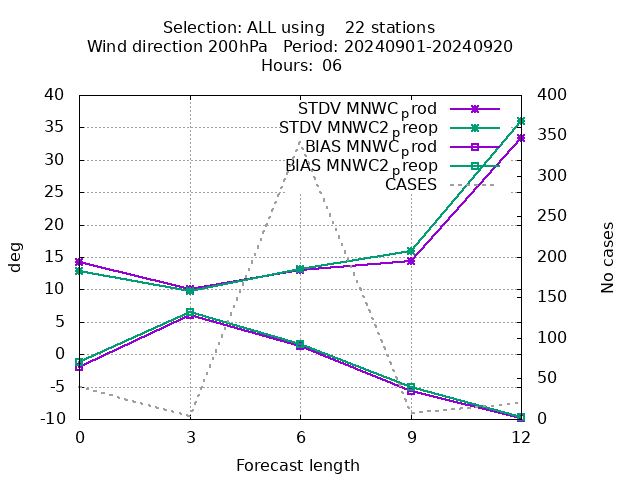 Selection: ALL using    22 stations
Wind direction 200hPa   Period: 20240901-20240920
Hours:  06
40
35
30
25
20
15
10
5
0
-5
-10
deg
400
350
300
250
200
150
100
50
0
No cases
STDV MNWC_prod
STDV MNWC2_preop
BIAS MNWC_prod
BIAS MNWC2_preop
CASES
0 3 6 9 12
Forecast length